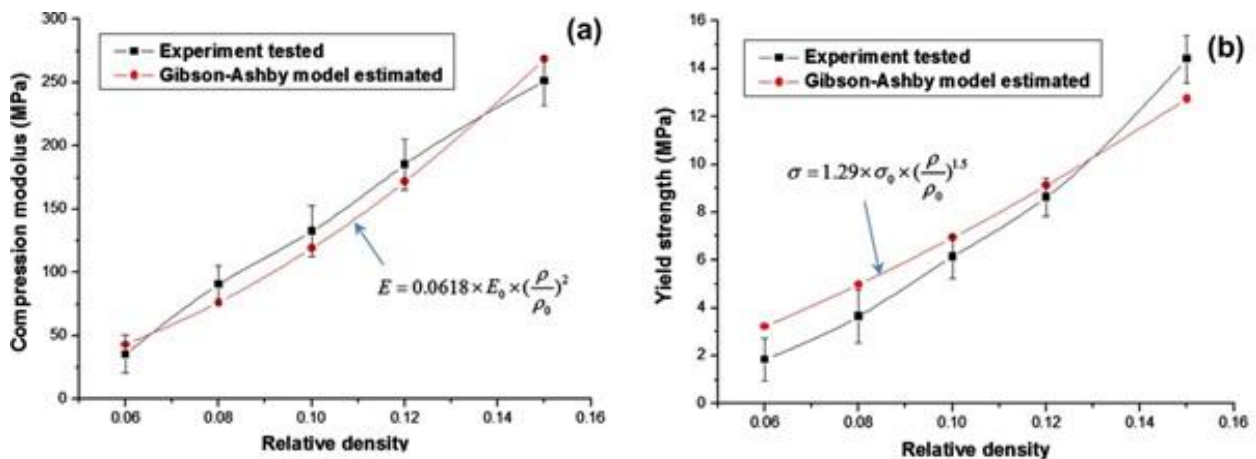 (a)
Experiment tested
Gibson-Ashby model estimated
Compression modolus (MPa)
300
250
200
150
100
50
0
E = 0.0618 × E₀ × (ρ/ρ₀)²
0.06 0.08 0.10 0.12 0.14 0.16
Relative density
(b)
Experiment tested
Gibson-Ashby model estimated
Yield strength (MPa)
16
14
12
10
8
6
4
2
0
σ = 1.29 × σ₀ × (ρ/ρ₀)^1.5
0.06 0.08 0.10 0.12 0.14 0.16
Relative density